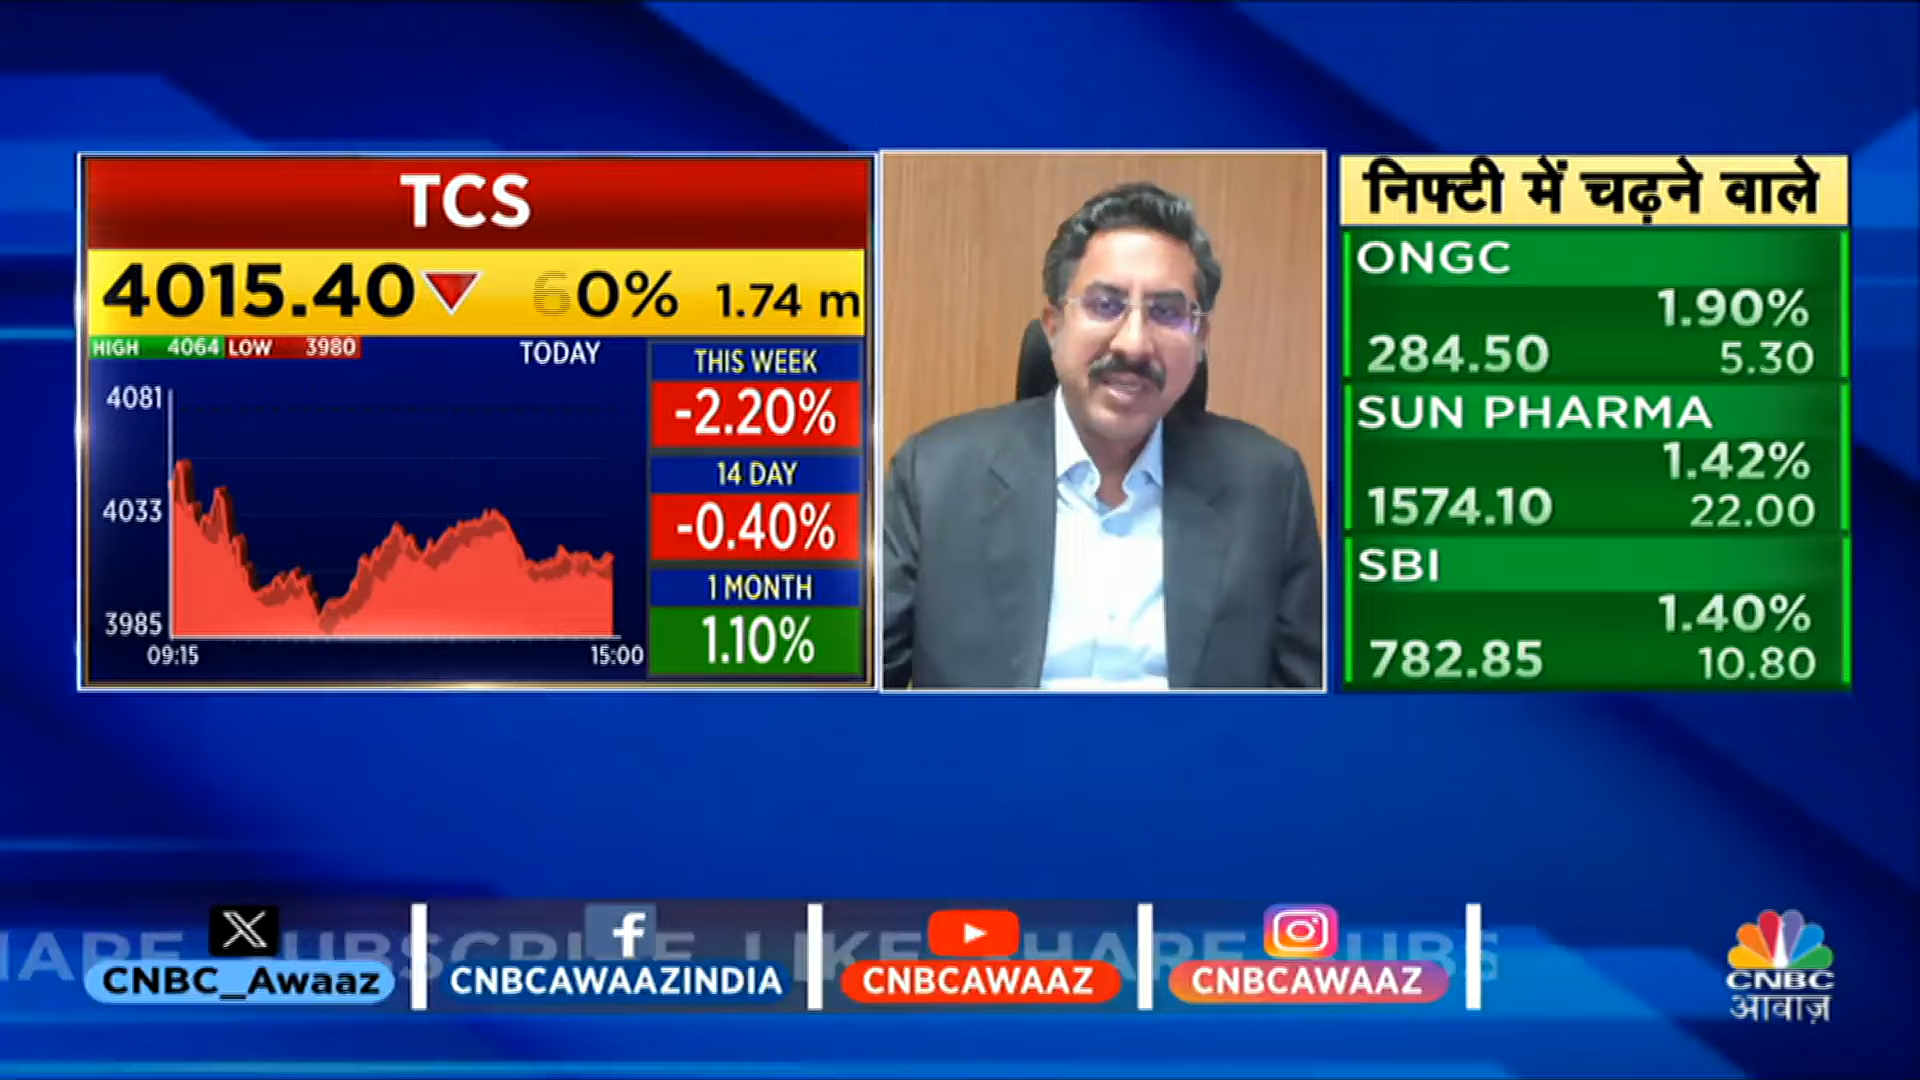 TCS
4015.40 0% 1.74 m
HIGH 4064 LOW 3980
TODAY
4081
4033
3985
09:15 15:00
THIS WEEK
-2.20%
14 DAY
-0.40%
1 MONTH
1.10%
निफ्टी में चढ़ने वाले
ONGC
1.90%
284.50 5.30
SUN PHARMA
1.42%
1574.10 22.00
SBI
1.40%
782.85 10.80
SUBSCRIBE LIKE SHARE
CNBC_Awaaz
CNBCAWAAZINDIA
CNBCAWAAZ
CNBCAWAAZ
CNBC
आवाज़